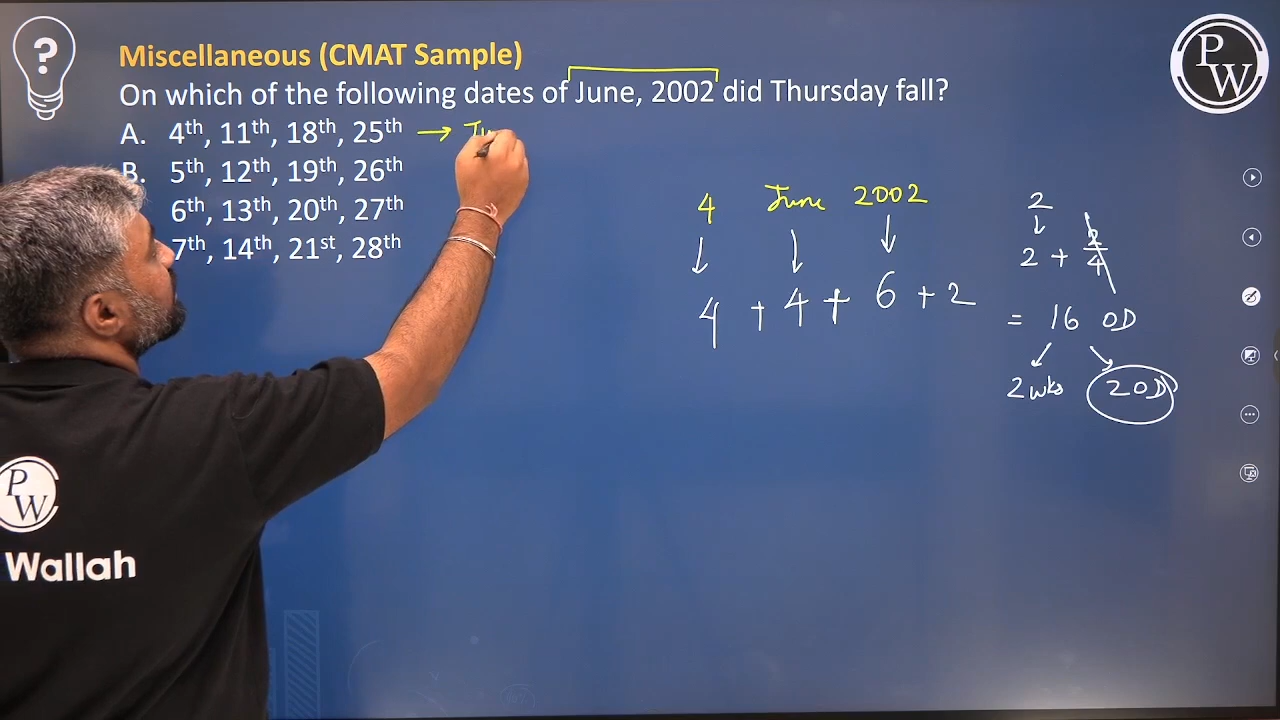 Miscellaneous (CMAT Sample)
On which of the following dates of June, 2002 did Thursday fall?
A. 4th, 11th, 18th, 25th →
B. 5th, 12th, 19th, 26th
6th, 13th, 20th, 27th
7th, 14th, 21st, 28th
4 June 2002
4 + 4 + 6 + 2
2
2 + 2/4
= 16 OD
2 wks 2 OD
?
PW
PW
Wallah